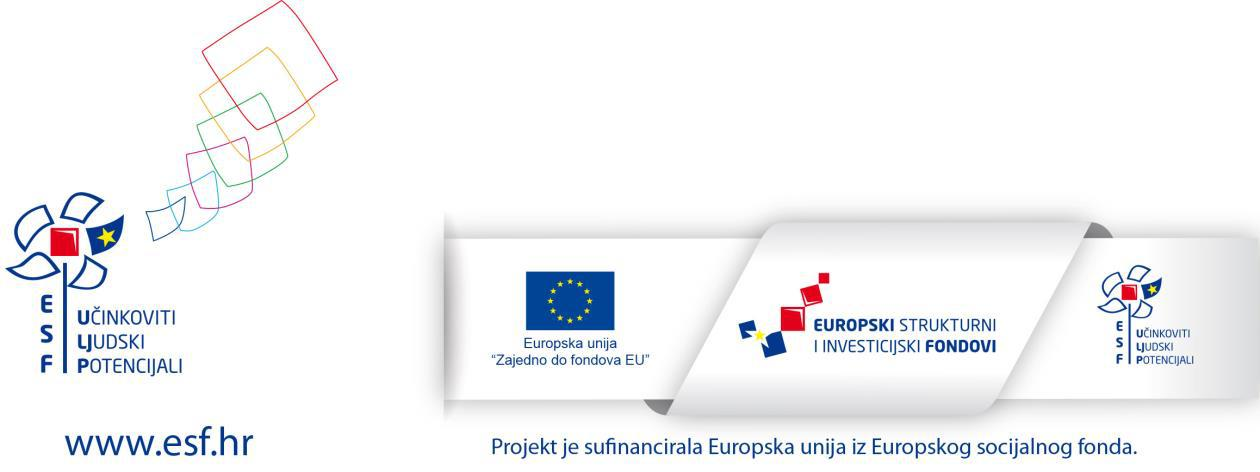 E
S
F
UČINKOVITI
LJUDSKI
POTENCIJALI
www.esf.hr
Europska unija
“Zajedno do fondova EU”
EUROPSKI STRUKTURNI
I INVESTICIJSKI FONDOVI
E
S
F
UČINKOVITI
LJUDSKI
POTENCIJALI
Projekt je sufinancirala Europska unija iz Europskog socijalnog fonda.